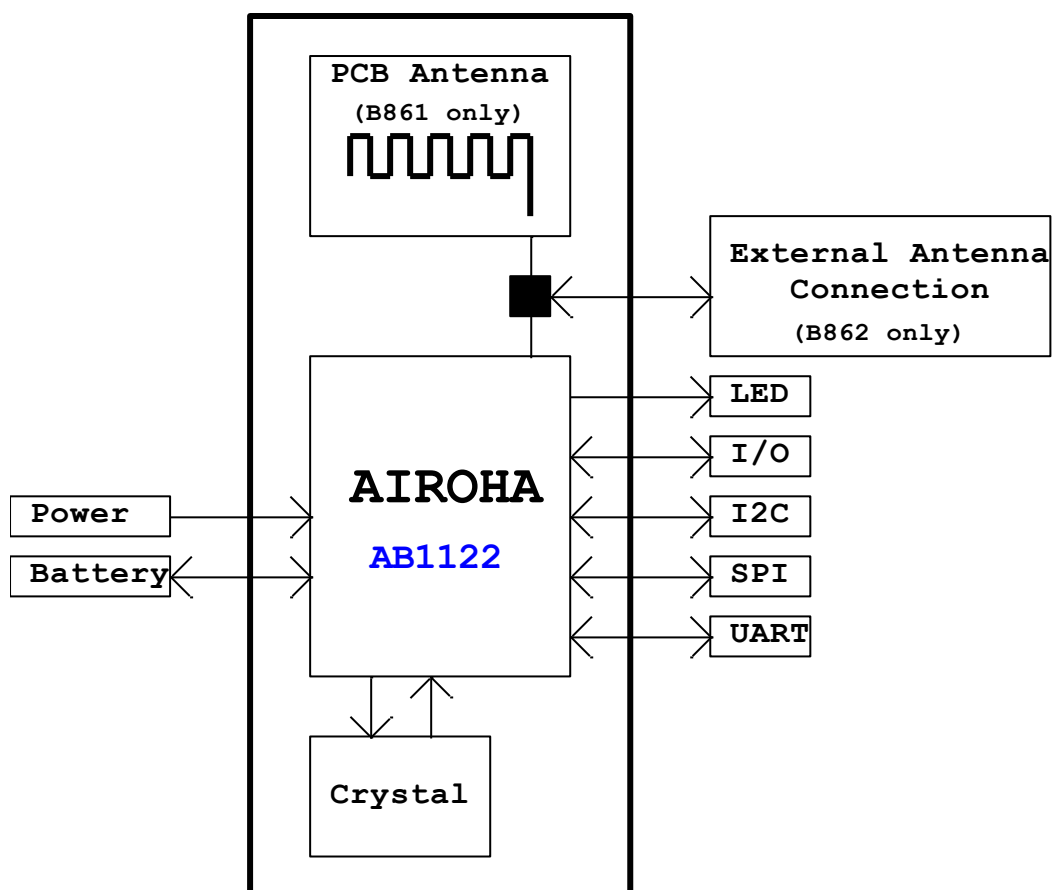 PCB Antenna
(B861 only)
External Antenna
Connection
(B862 only)
LED
I/O
AIROHA
I2C
Power
AB1122
SPI
Battery
UART
Crystal